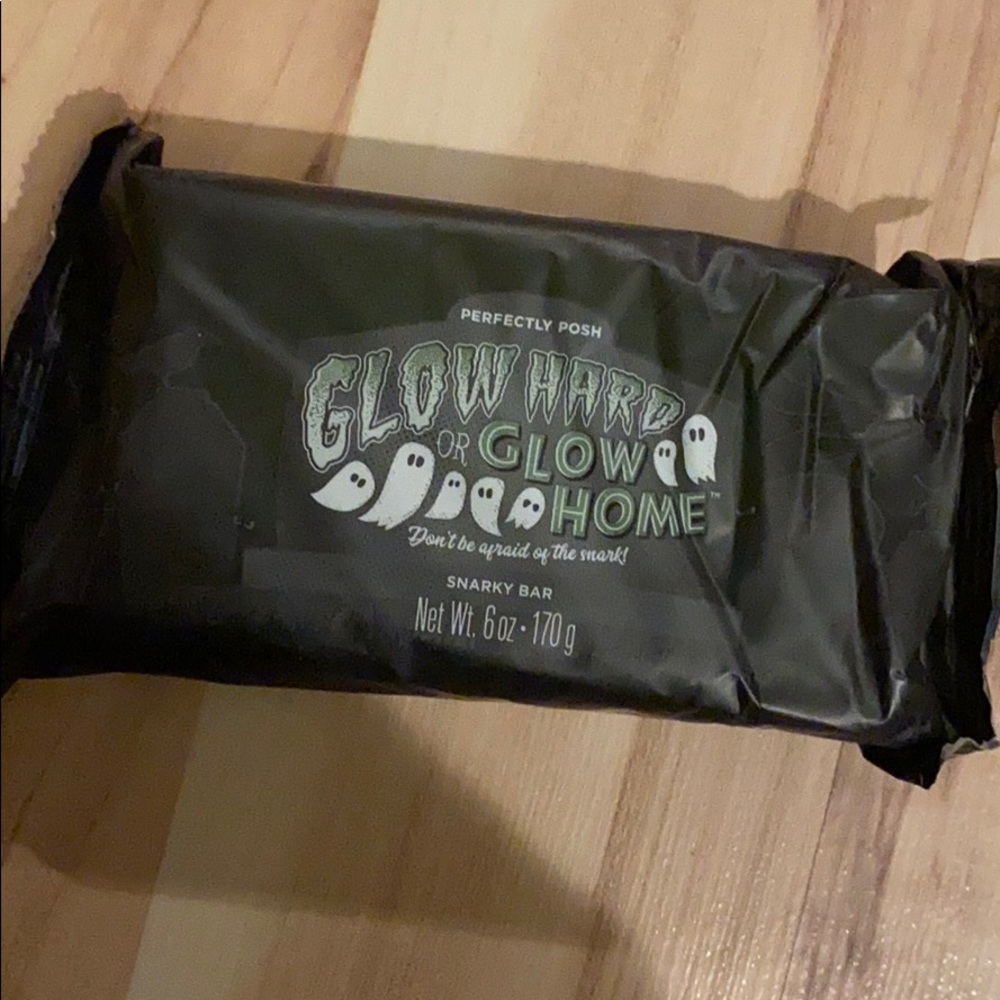 PERFECTLY POSH
GLOW HARD
OR GLOW
HOME™
Don't be afraid of the snark!
SNARKY BAR
Net Wt. 6 oz • 170 g